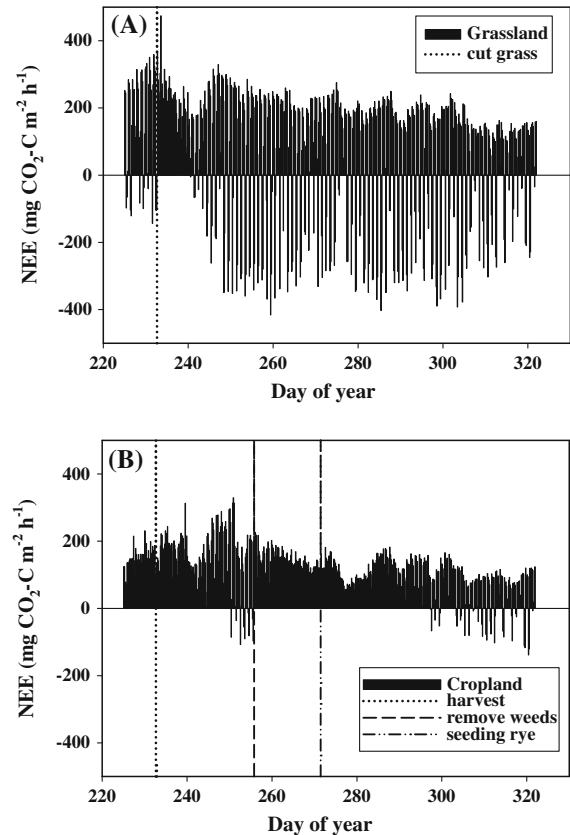 (A)
Grassland
cut grass
400
200
0
-200
-400
NEE (mg CO₂-C m⁻² h⁻¹)
220 240 260 280 300 320
Day of year
(B)
400
200
0
-200
-400
NEE (mg CO₂-C m⁻² h⁻¹)
Cropland
harvest
remove weeds
seeding rye
220 240 260 280 300 320
Day of year